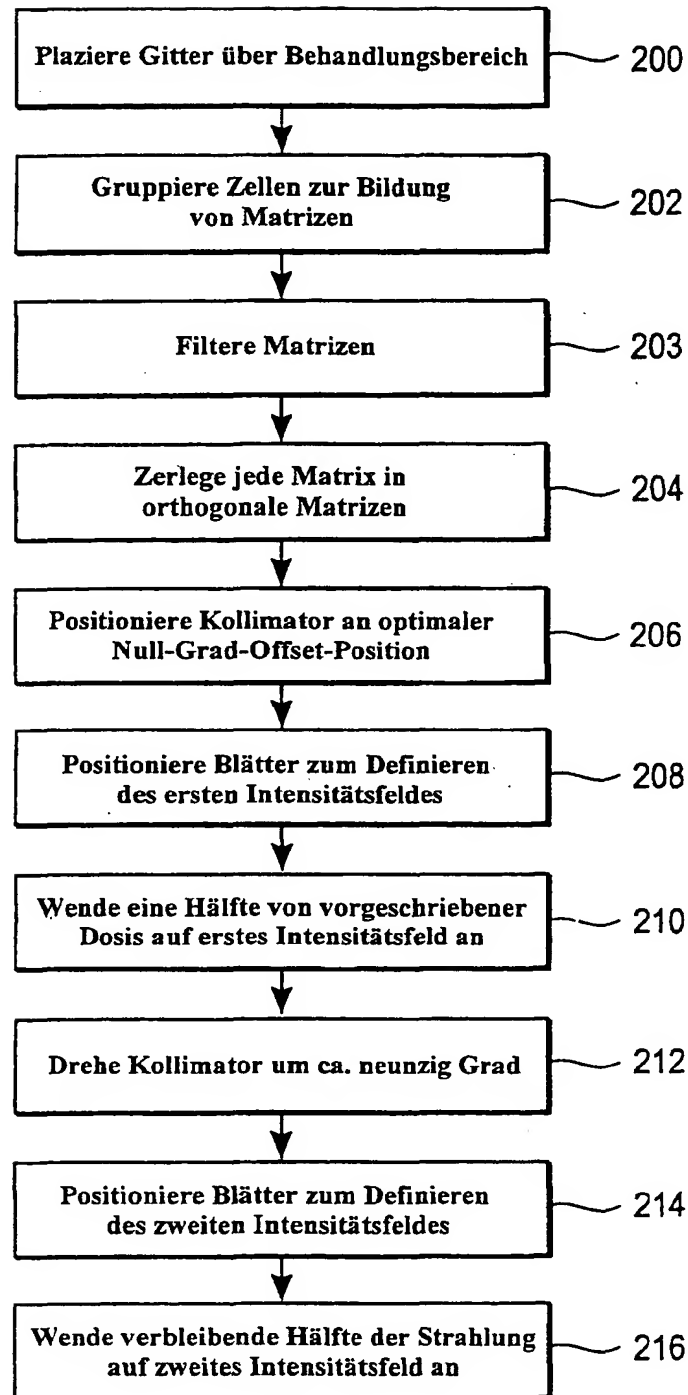 Plaziere Gitter über Behandlungsbereich
200
Gruppiere Zellen zur Bildung
von Matrizen
202
Filtere Matrizen
203
Zerlege jede Matrix in
orthogonale Matrizen
204
Positioniere Kollimator an optimaler
Null-Grad-Offset-Position
206
Positioniere Blätter zum Definieren
des ersten Intensitätsfeldes
208
Wende eine Hälfte von vorgeschriebener
Dosis auf erstes Intensitätsfeld an
210
Drehe Kollimator um ca. neunzig Grad
212
Positioniere Blätter zum Definieren
des zweiten Intensitätsfeldes
214
Wende verbleibende Hälfte der Strahlung
auf zweites Intensitätsfeld an
216